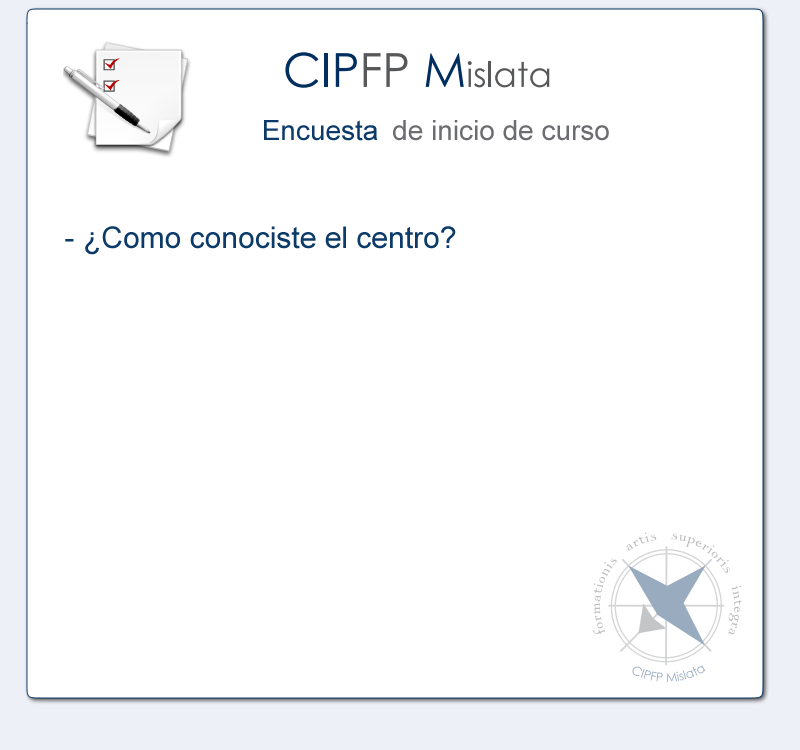 CIPFP Mislata
Encuesta de inicio de curso
- ¿Como conociste el centro?
formationis artis superioris integra
CIPFP Mislata